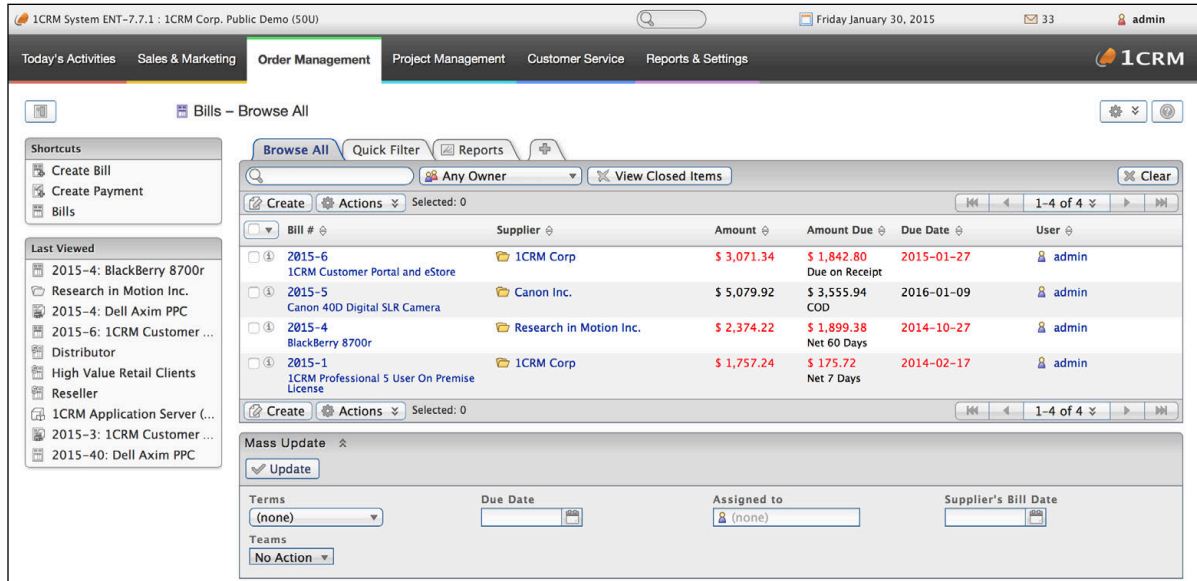 1CRM System ENT-7.7.1 : 1CRM Corp. Public Demo (50U) Friday January 30, 2015 33 admin
Today's Activities Sales & Marketing Order Management Project Management Customer Service Reports & Settings 1CRM
Bills – Browse All
Shortcuts
Create Bill
Create Payment
Bills
Last Viewed
2015-4: BlackBerry 8700r
Research in Motion Inc.
2015-4: Dell Axim PPC
2015-6: 1CRM Customer ...
Distributor
High Value Retail Clients
Reseller
1CRM Application Server (...
2015-3: 1CRM Customer ...
2015-40: Dell Axim PPC
Browse All Quick Filter Reports
Any Owner View Closed Items Clear
Create Actions Selected: 0 1-4 of 4
Bill # Supplier Amount Amount Due Due Date User
2015-6 1CRM Corp $ 3,071.34 $ 1,842.80 2015-01-27 admin
1CRM Customer Portal and eStore Due on Receipt
2015-5 Canon Inc. $ 5,079.92 $ 3,555.94 2016-01-09 admin
Canon 40D Digital SLR Camera COD
2015-4 Research in Motion Inc. $ 2,374.22 $ 1,899.38 2014-10-27 admin
BlackBerry 8700r Net 60 Days
2015-1 1CRM Corp $ 1,757.24 $ 175.72 2014-02-17 admin
1CRM Professional 5 User On Premise Net 7 Days
License
Create Actions Selected: 0 1-4 of 4
Mass Update
Update
Terms Due Date Assigned to Supplier's Bill Date
(none) (none)
Teams
No Action